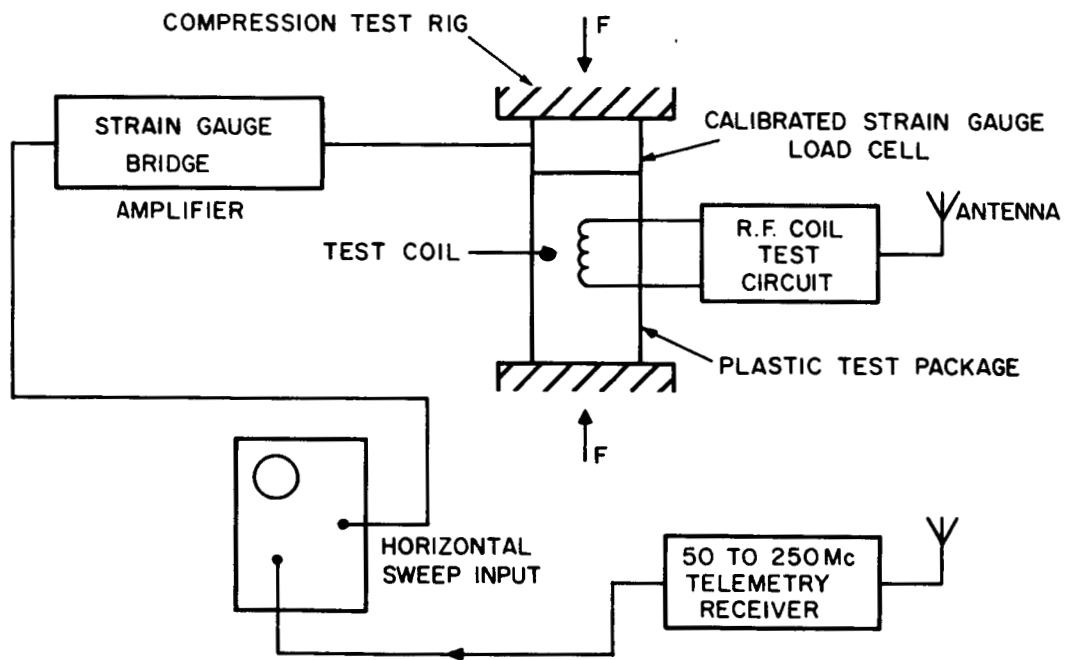 COMPRESSION TEST RIG
F
STRAIN GAUGE
BRIDGE
AMPLIFIER
CALIBRATED STRAIN GAUGE
LOAD CELL
TEST COIL
R.F. COIL
TEST
CIRCUIT
ANTENNA
PLASTIC TEST PACKAGE
F
HORIZONTAL
SWEEP INPUT
50 TO 250 Mc
TELEMETRY
RECEIVER